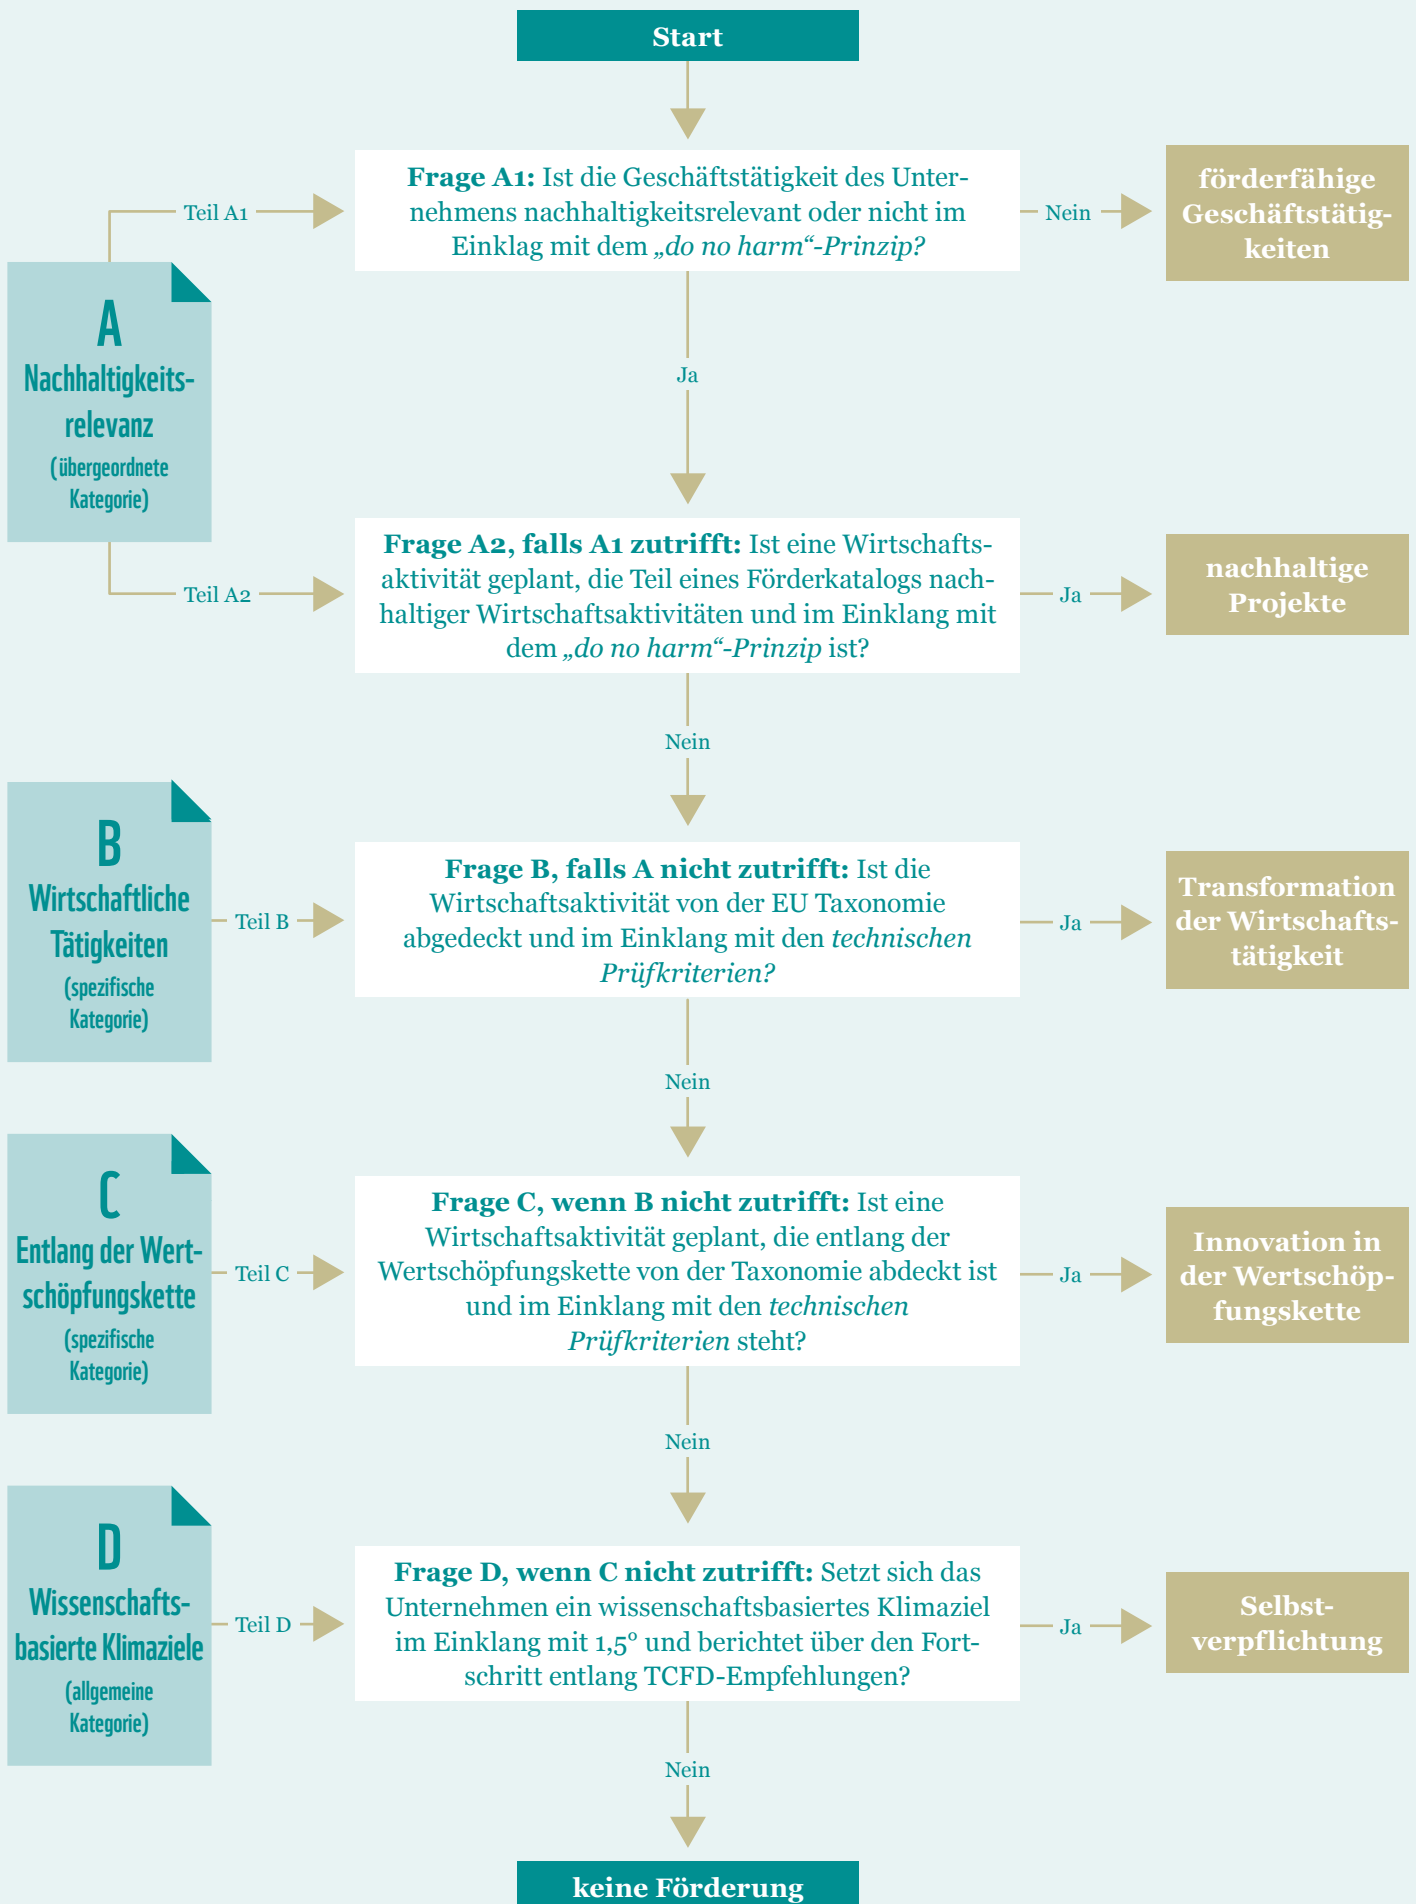 Start
Frage A1: Ist die Geschäftstätigkeit des Unter-
nehmens nachhaltigkeitsrelevant oder nicht im
Einklag mit dem „do no harm“-Prinzip?
Teil A1
Nein
förderfähige
Geschäftstätig-
keiten
A
Nachhaltigkeits-
relevanz
(übergeordnete
Kategorie)
Ja
Frage A2, falls A1 zutrifft: Ist eine Wirtschafts-
aktivität geplant, die Teil eines Förderkatalogs nach-
haltiger Wirtschaftsaktivitäten und im Einklang mit
dem „do no harm“-Prinzip ist?
Teil A2
Ja
nachhaltige
Projekte
Nein
B
Wirtschaftliche
Tätigkeiten
(spezifische
Kategorie)
Teil B
Frage B, falls A nicht zutrifft: Ist die
Wirtschaftsaktivität von der EU Taxonomie
abgedeckt und im Einklang mit den technischen
Prüfkriterien?
Ja
Transformation
der Wirtschafts-
tätigkeit
Nein
C
Entlang der Wert-
schöpfungskette
(spezifische
Kategorie)
Teil C
Frage C, wenn B nicht zutrifft: Ist eine
Wirtschaftsaktivität geplant, die entlang der
Wertschöpfungskette von der Taxonomie abdeckt ist
und im Einklang mit den technischen
Prüfkriterien steht?
Ja
Innovation in
der Wertschöp-
fungskette
Nein
D
Wissenschafts-
basierte Klimaziele
(allgemeine
Kategorie)
Teil D
Frage D, wenn C nicht zutrifft: Setzt sich das
Unternehmen ein wissenschaftsbasiertes Klimaziel
im Einklang mit 1,5° und berichtet über den Fort-
schritt entlang TCFD-Empfehlungen?
Ja
Selbst-
verpflichtung
Nein
keine Förderung